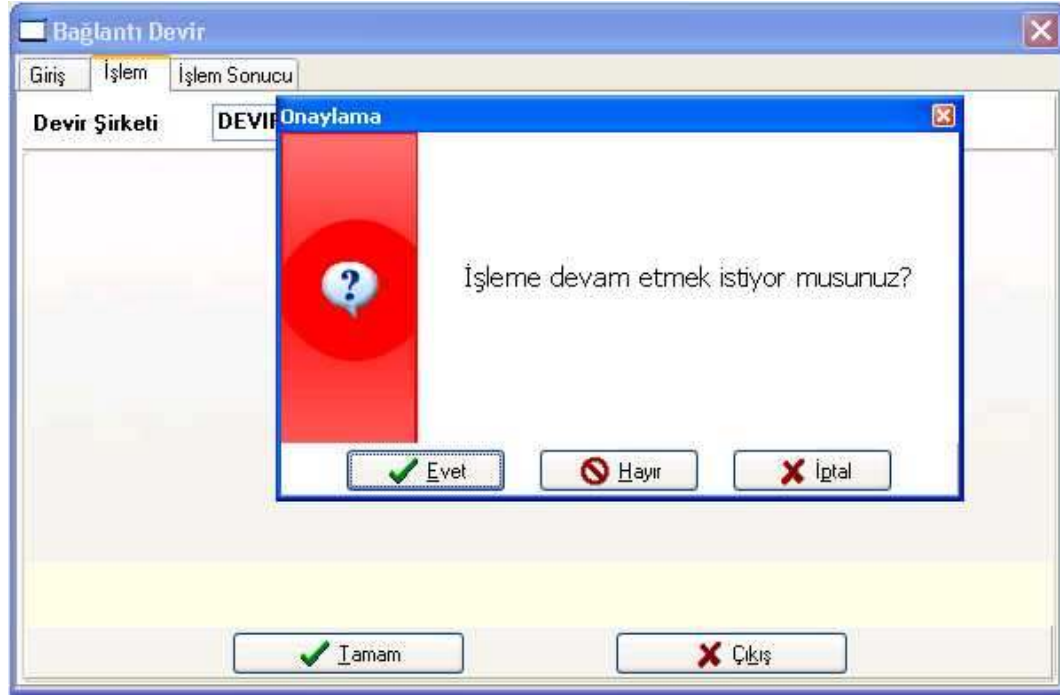 Bağlantı Devir
Giriş İşlem İşlem Sonucu
Devir Şirketi
Onaylama
İşleme devam etmek istiyor musunuz?
Evet Hayır İptal
Tamam Çıkış